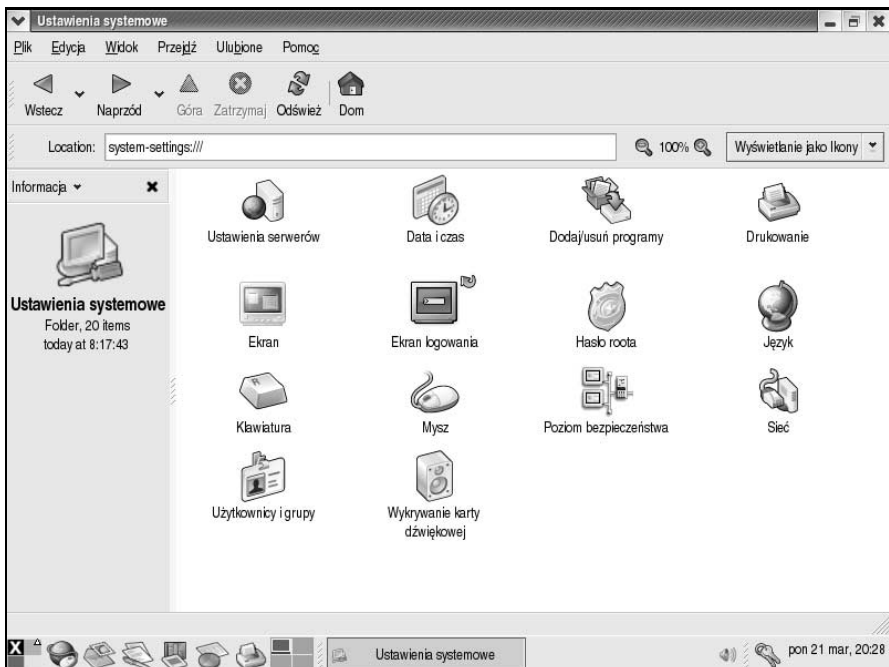 Ustawienia systemowe
Plik Edycja Widok Przejdź Ulubione Pomoc
Wstecz Naprzód Góra Zatrzymaj Odśwież Dom
Location: system-settings:/// 100% Wyświetlanie jako Ikony
Informacja
Ustawienia systemowe
Folder, 20 items
today at 8:17:43
Ustawienia serwerów Data i czas Dodaj/usuń programy Drukowanie
Ekran Ekran logowania Hasło roota Język
Klawiatura Mysz Poziom bezpieczeństwa Sieć
Użytkownicy i grupy Wykrywanie karty
dźwiękowej
Ustawienia systemowe pon 21 mar, 20:28